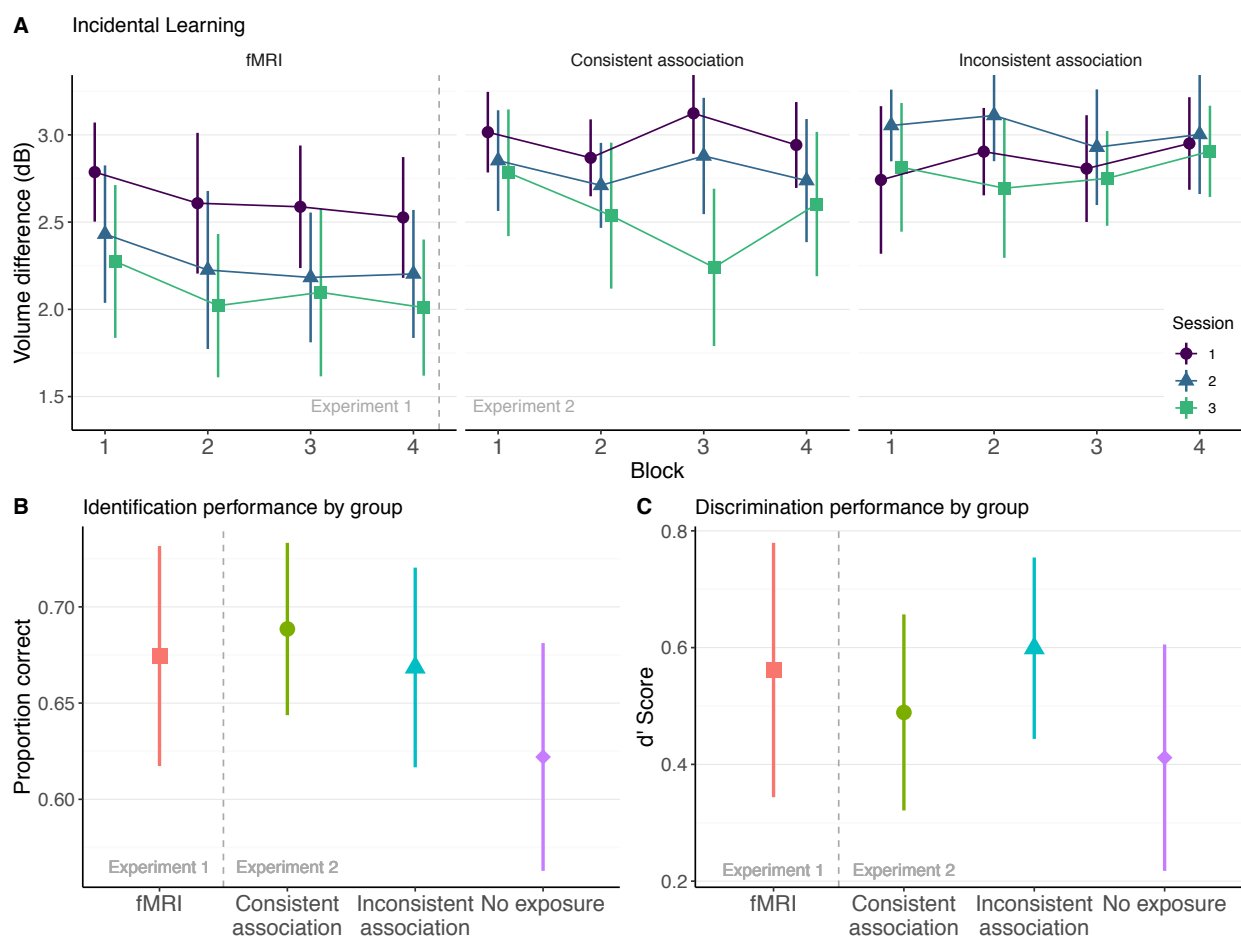 A Incidental Learning
fMRI Consistent association Inconsistent association
Volume difference (dB)
3.0
2.5
2.0
1.5
Experiment 1 Experiment 2
Session
1
2
3
1 2 3 4 1 2 3 4 1 2 3 4
Block
B Identification performance by group
Proportion correct
0.70
0.65
0.60
Experiment 1 Experiment 2
fMRI Consistent association Inconsistent association No exposure
C Discrimination performance by group
d' Score
0.8
0.6
0.4
0.2
Experiment 1 Experiment 2
fMRI Consistent association Inconsistent association No exposure